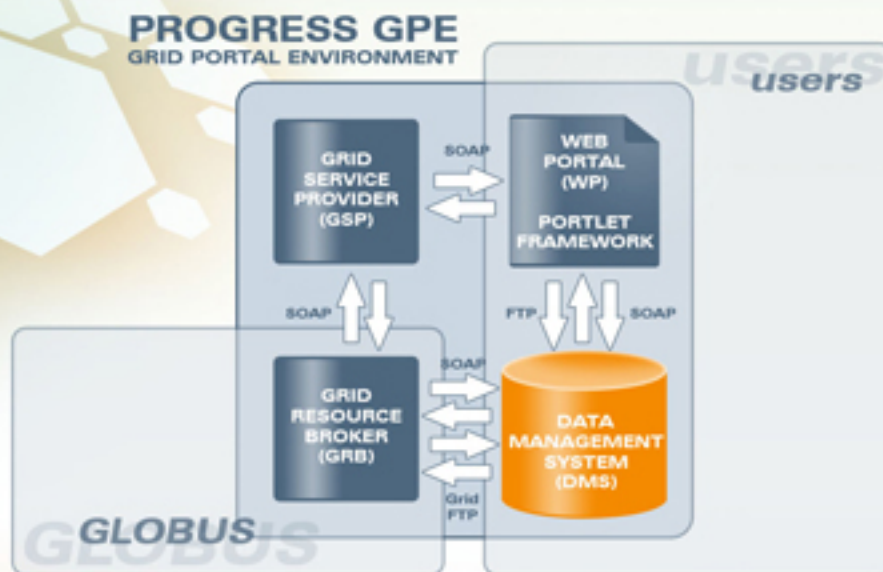 PROGRESS GPE
GRID PORTAL ENVIRONMENT
users
users
GRID
SERVICE
PROVIDER
(GSP)
SOAP
WEB
PORTAL
(WP)
PORTLET
FRAMEWORK
SOAP
FTP
SOAP
GRID
RESOURCE
BROKER
(GRB)
SOAP
Grid
FTP
DATA
MANAGEMENT
SYSTEM
(DMS)
GLOBUS
GLOBUS